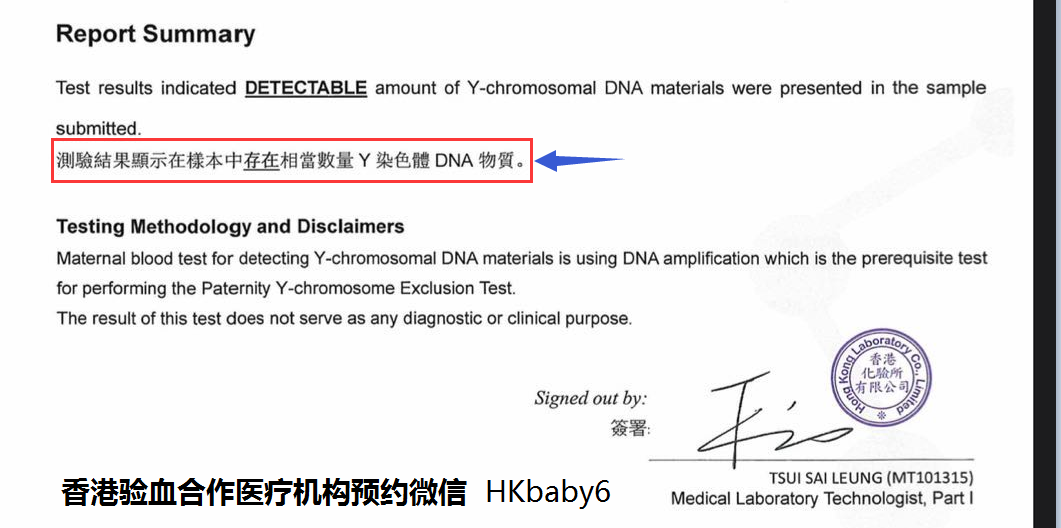 Report Summary
Test results indicated DETECTABLE amount of Y-chromosomal DNA materials were presented in the sample
submitted.
測驗結果顯示在樣本中存在相當數量 Y 染色體 DNA 物質。
Testing Methodology and Disclaimers
Maternal blood test for detecting Y-chromosomal DNA materials is using DNA amplification which is the prerequisite test
for performing the Paternity Y-chromosome Exclusion Test.
The result of this test does not serve as any diagnostic or clinical purpose.
Hong Kong Laboratory Co., Limited
香港
化驗所
有限公司
Signed out by:
簽署:
TSUI SAI LEUNG (MT101315)
Medical Laboratory Technologist, Part I
香港验血合作医疗机构预约微信 HKbaby6